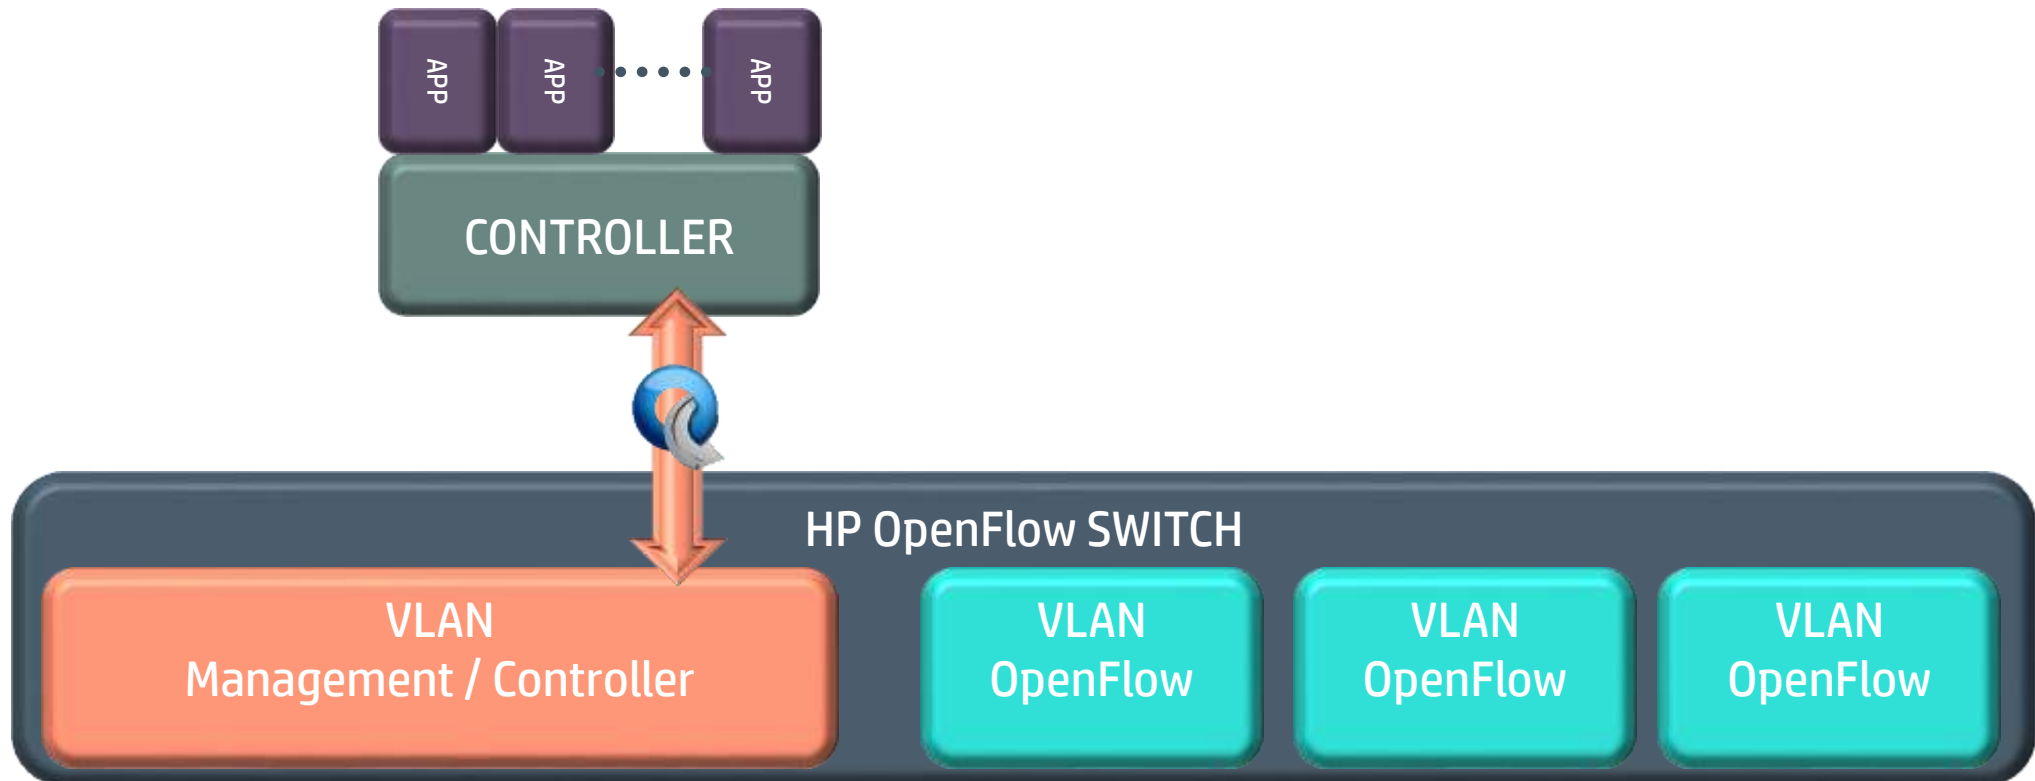 APP
APP
APP
CONTROLLER
HP OpenFlow SWITCH
VLAN
Management / Controller
VLAN
OpenFlow
VLAN
OpenFlow
VLAN
OpenFlow